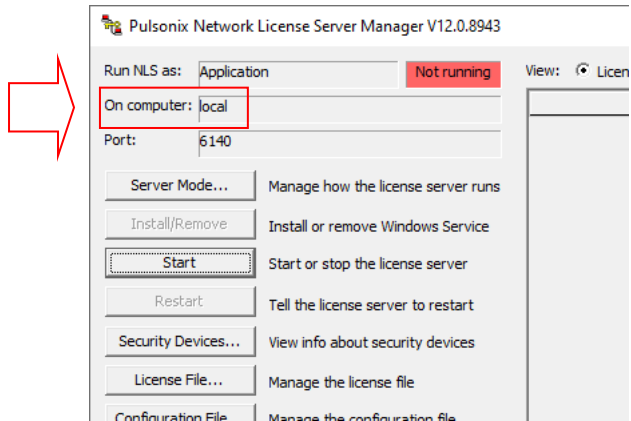 Pulsonix Network License Server Manager V12.0.8943
Run NLS as: Application Not running View: Licen
On computer: local
Port: 6140
Server Mode... Manage how the license server runs
Install/Remove Install or remove Windows Service
Start Start or stop the license server
Restart Tell the license server to restart
Security Devices... View info about security devices
License File... Manage the license file
Configuration File... Manage the configuration file